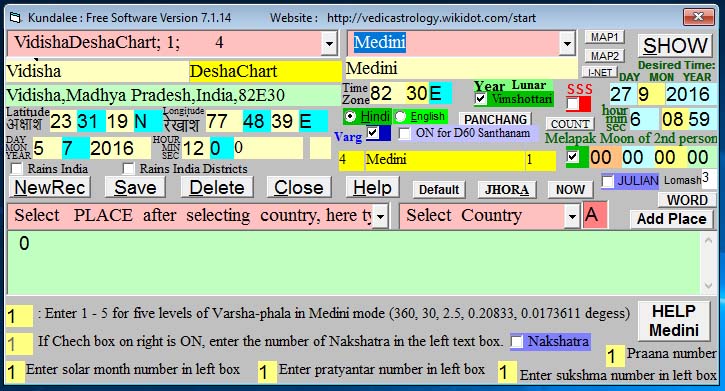 Kundalee : Free Software Version 7.1.14 Website : http://vedicastrology.wikidot.com/start
VidishaDeshaChart; 1; 4 Medini MAP1 SHOW
MAP2
Vidisha DeshaChart Medini I-NET Desired Time:
DAY MON YEAR
Vidisha,Madhya Pradesh,India,82E30 Time Zone 82 30 E Year Lunar Vimshottari SSS 27 9 2016
Latitude अक्षांश 23 31 19 N Longitude रेखांश 77 48 39 E Hindi English PANCHANG COUNT hour min sec 6 08 59
DAY MON YEAR 5 7 2016 HOUR MIN SEC 12 0 0 Varg ON for D60 Santhanam Melapak Moon of 2nd person
4 Medini 1 00 00 00 00
Rains India Rains India Districts JULIAN Lomash 3
NewRec Save Delete Close Help Default JHORA NOW WORD
Select PLACE after selecting country, here ty Select Country A Add Place
0
1 : Enter 1 - 5 for five levels of Varsha-phala in Medini mode (360, 30, 2.5, 0.20833, 0.0173611 degess) HELP Medini
1 If Chech box on right is ON, enter the number of Nakshatra in the left text box. Nakshatra
1 Praana number
1 Enter solar month number in left box 1 Enter pratyantar number in left box 1 Enter sukshma number in left box